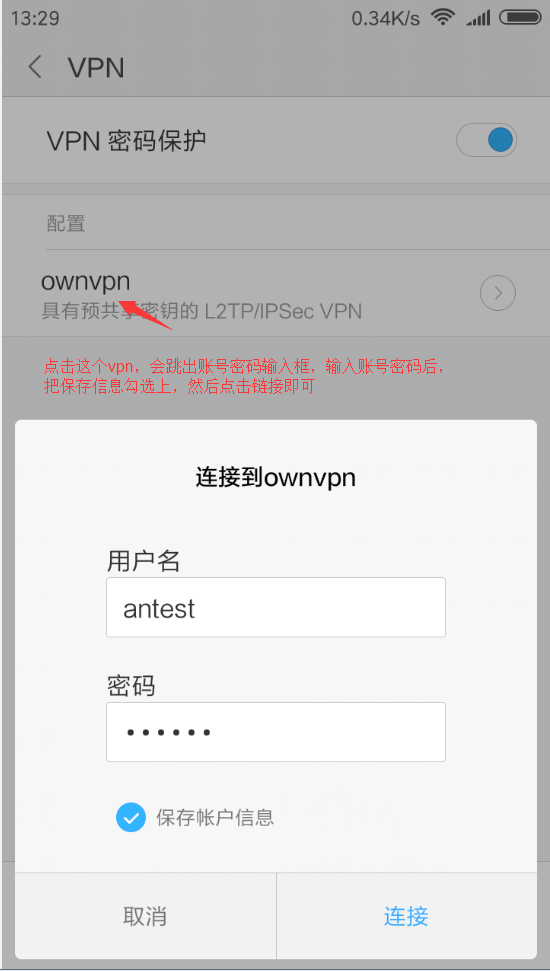 13:29
0.34K/s
VPN
VPN 密码保护
配置
ownvpn
具有预共享密钥的 L2TP/IPSec VPN
点击这个vpn，会跳出账号密码输入框，输入账号密码后，
把保存信息勾选上，然后点击链接即可
连接到ownvpn
用户名
antest
密码
••••••
保存帐户信息
取消
连接